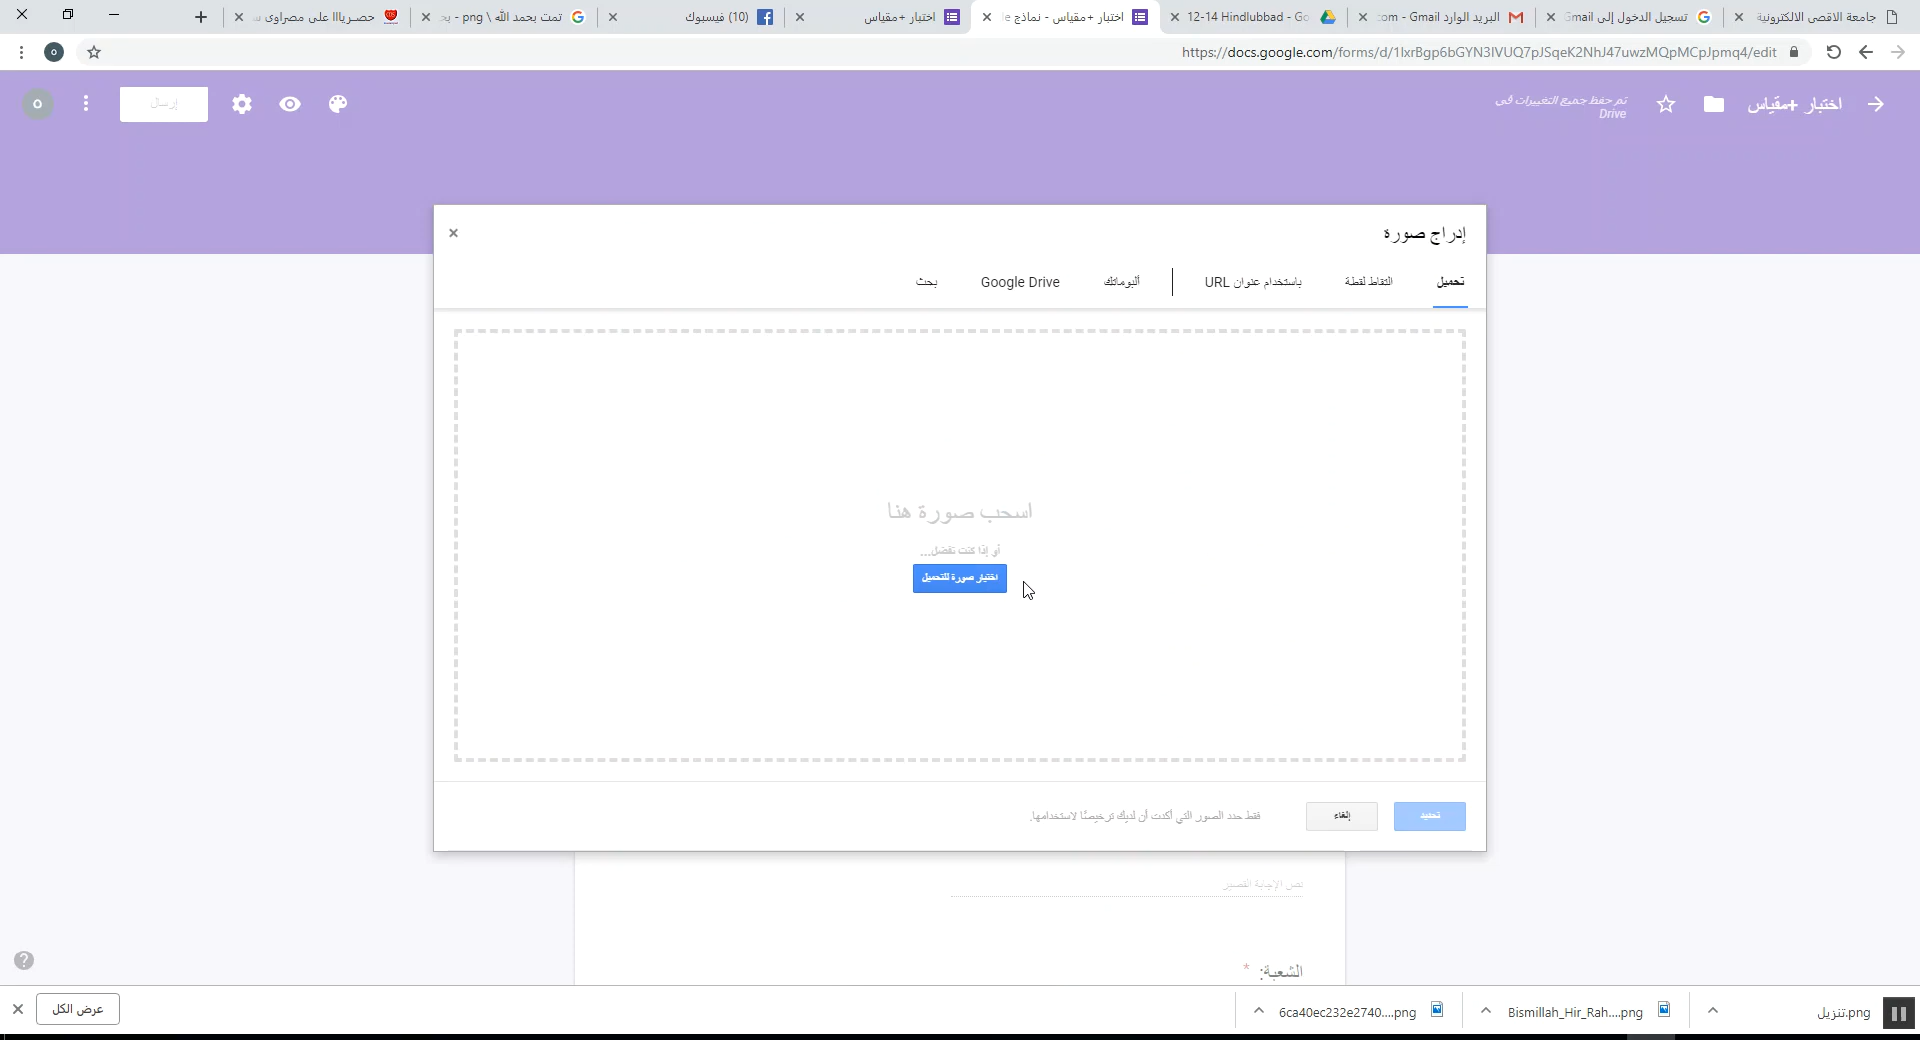 جامعة الاقصى الالكترونية
تسجيل الدخول إلى Gmail
البريد الوارد - Gmail
12-14 Hindlubbad - Go
اختبار +مقياس - نماذج
اختبار +مقياس
(10) فيسبوك
تمت بحمد الله \ png - بح
حصـريااا على مصراوى
https://docs.google.com/forms/d/1IxrBgp6bGYN3IVUQ7pJSqeK2NhJ47uwzMQpMCpJpmq4/edit
اختبار +مقياس
تم حفظ جميع التغييرات في
Drive
إرسال
o
o
إدراج صورة
تحميل
التقاط لقطة
باستخدام عنوان URL
ألبوماتك
Google Drive
بحث
اسحب صورة هنا
أو إذا كنت تفضل...
اختيار صورة للتحميل
تحديد
إلغاء
فقط حدد الصور التي أكدت أن لديك ترخيصًا لاستخدامها.
نص الإجابة القصير
الشعبة: *
تنزيل.png
Bismillah_Hir_Rah....png
6ca40ec232e2740....png
عرض الكل